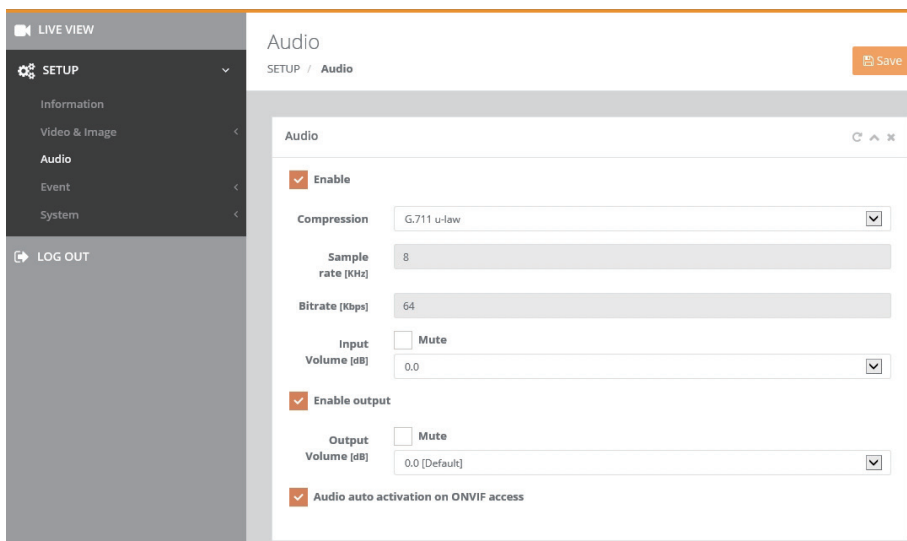 LIVE VIEW
SETUP
Information
Video & Image
Audio
Event
System
LOG OUT
Audio
SETUP / Audio
Save
Audio
Enable
Compression
G.711 u-law
Sample
rate [KHz]
8
Bitrate [Kbps]
64
Input
Volume [dB]
Mute
0.0
Enable output
Output
Volume [dB]
Mute
0.0 [Default]
Audio auto activation on ONVIF access